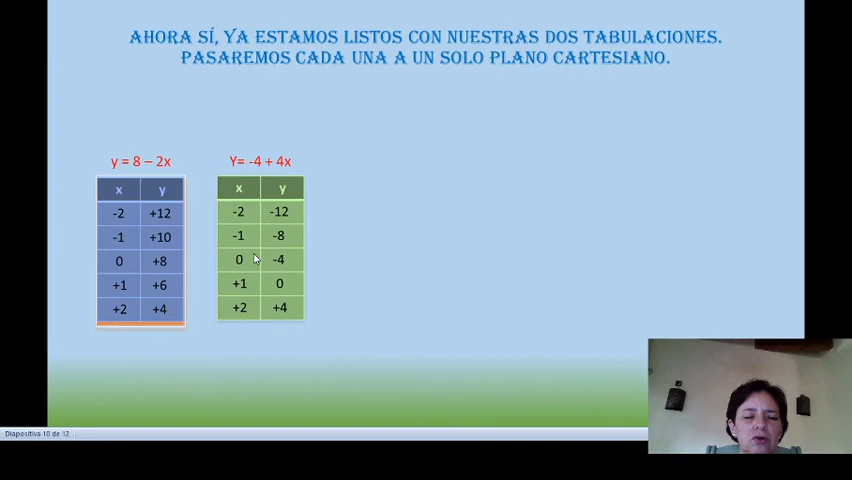 AHORA SÍ, YA ESTAMOS LISTOS CON NUESTRAS DOS TABULACIONES.
PASAREMOS CADA UNA A UN SOLO PLANO CARTESIANO.
y = 8 – 2x
x y
-2 +12
-1 +10
0 +8
+1 +6
+2 +4
Y= -4 + 4x
x y
-2 -12
-1 -8
0 -4
+1 0
+2 +4
Diapositiva 10 de 12